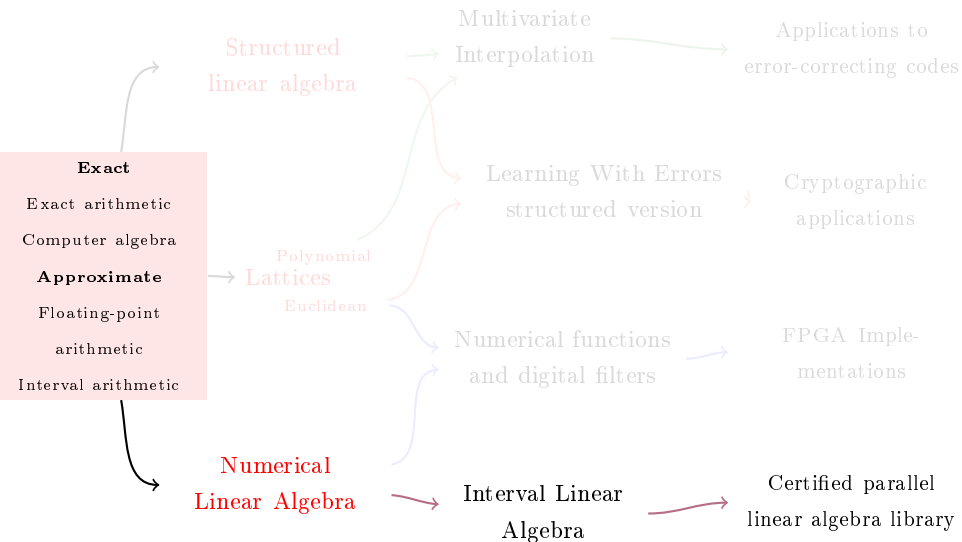 Multivariate
Interpolation
Applications to
error-correcting codes
Structured
linear algebra
Exact
Exact arithmetic
Computer algebra
Approximate
Floating-point
arithmetic
Interval arithmetic
Learning With Errors
structured version
Cryptographic
applications
Polynomial
Lattices
Euclidean
Numerical functions
and digital filters
FPGA Imple-
mentations
Numerical
Linear Algebra
Interval Linear
Algebra
Certified parallel
linear algebra library